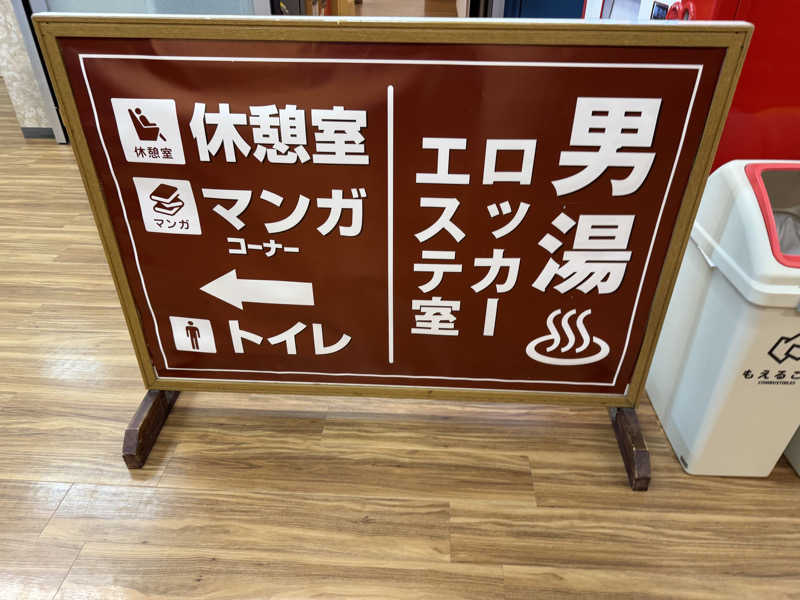 休憩室
休憩室
マンガ
マンガ
コーナー
トイレ
男湯
ロッカー
エステ室
もえるご
COMBUSTIBLES